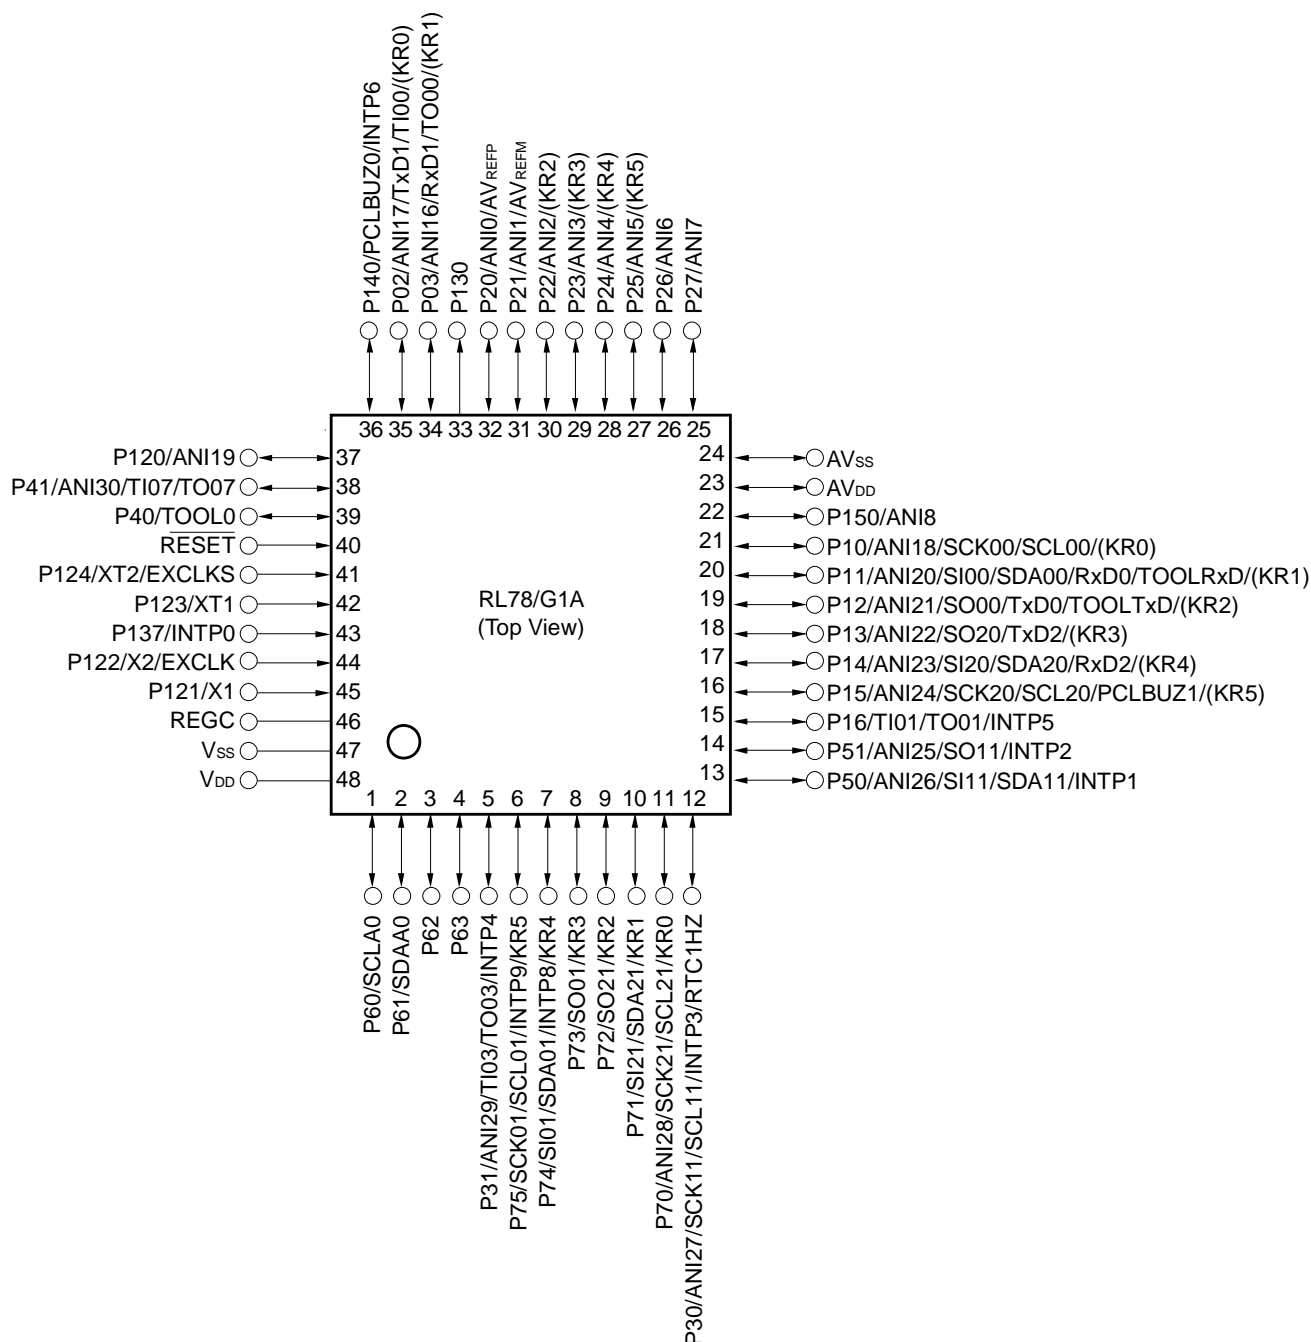 P140/PCLBUZ0/INTP6
P02/ANI17/TxD1/TI00/(KR0)
P03/ANI16/RxD1/TO00/(KR1)
P130
P20/ANI0/AVREFP
P21/ANI1/AVREFM
P22/ANI2/(KR2)
P23/ANI3/(KR3)
P24/ANI4/(KR4)
P25/ANI5/(KR5)
P26/ANI6
P27/ANI7
36 35 34 33 32 31 30 29 28 27 26 25
P120/ANI19 37
P41/ANI30/TI07/TO07 38
P40/TOOL0 39
RESET 40
P124/XT2/EXCLKS 41
P123/XT1 42
P137/INTP0 43
P122/X2/EXCLK 44
P121/X1 45
REGC 46
VSS 47
VDD 48
RL78/G1A
(Top View)
24 AVSS
23 AVDD
22 P150/ANI8
21 P10/ANI18/SCK00/SCL00/(KR0)
20 P11/ANI20/SI00/SDA00/RxD0/TOOLRxD/(KR1)
19 P12/ANI21/SO00/TxD0/TOOLTxD/(KR2)
18 P13/ANI22/SO20/TxD2/(KR3)
17 P14/ANI23/SI20/SDA20/RxD2/(KR4)
16 P15/ANI24/SCK20/SCL20/PCLBUZ1/(KR5)
15 P16/TI01/TO01/INTP5
14 P51/ANI25/SO11/INTP2
13 P50/ANI26/SI11/SDA11/INTP1
1 2 3 4 5 6 7 8 9 10 11 12
P60/SCLA0
P61/SDAA0
P62
P63
P31/ANI29/TI03/TO03/INTP4
P75/SCK01/SCL01/INTP9/KR5
P74/SI01/SDA01/INTP8/KR4
P73/SO01/KR3
P72/SO21/KR2
P71/SI21/SDA21/KR1
P70/ANI28/SCK21/SCL21/KR0
P30/ANI27/SCK11/SCL11/INTP3/RTC1HZ